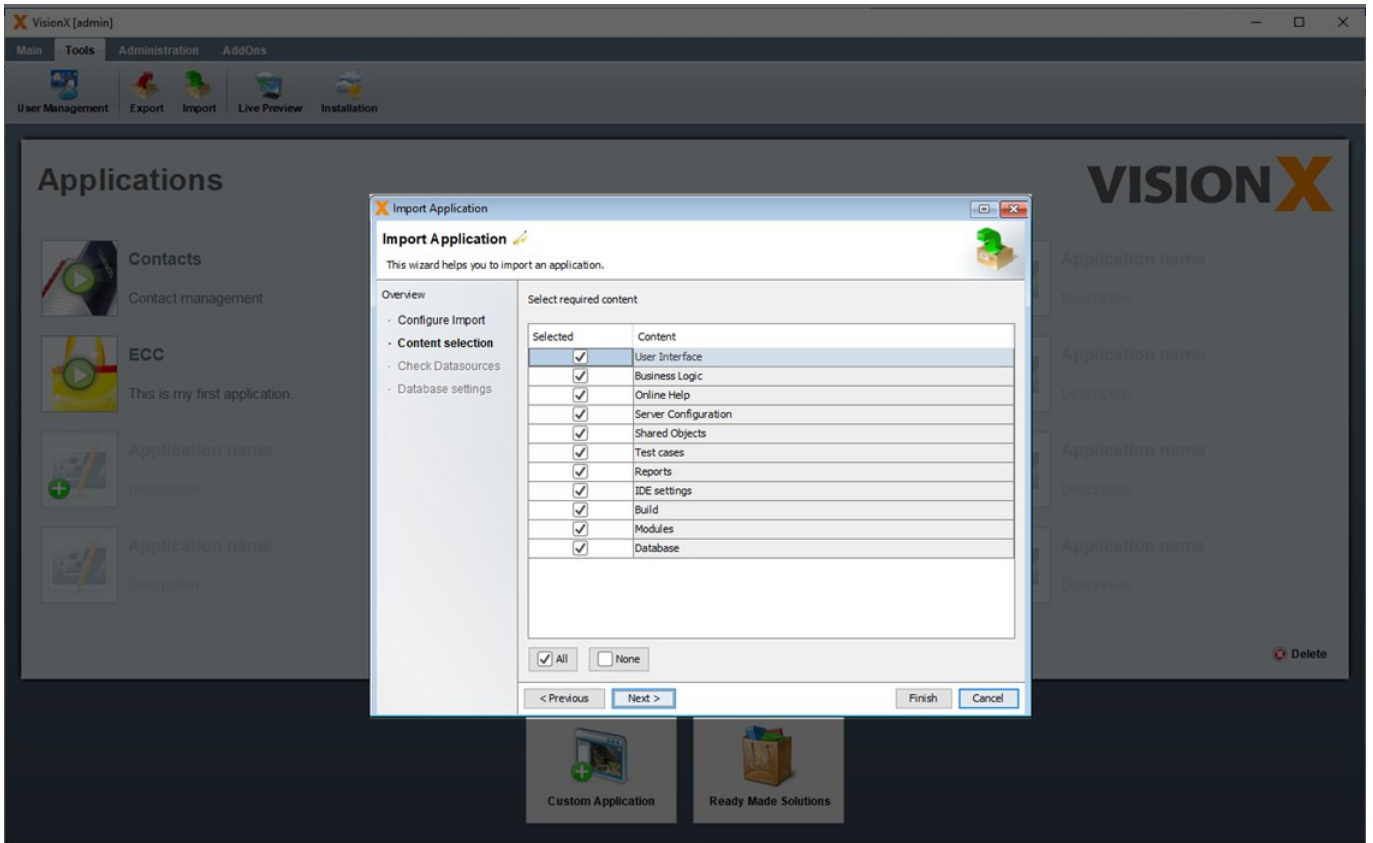 VisionX [admin]
Main Tools Administration AddOns
User Management Export Import Live Preview Installation
Applications
VISIONX
Contacts
Contact management
ECC
This is my first application.
Application name
Description
Application name
Description
Import Application
Import Application
This wizard helps you to import an application.
Overview
· Configure Import
· Content selection
· Check Datasources
· Database settings
Select required content
Selected Content
User Interface
Business Logic
Online Help
Server Configuration
Shared Objects
Test cases
Reports
IDE settings
Build
Modules
Database
All None
< Previous Next > Finish Cancel
Application name
Description
Application name
Description
Application name
Description
Application name
Description
Delete
Custom Application Ready Made Solutions